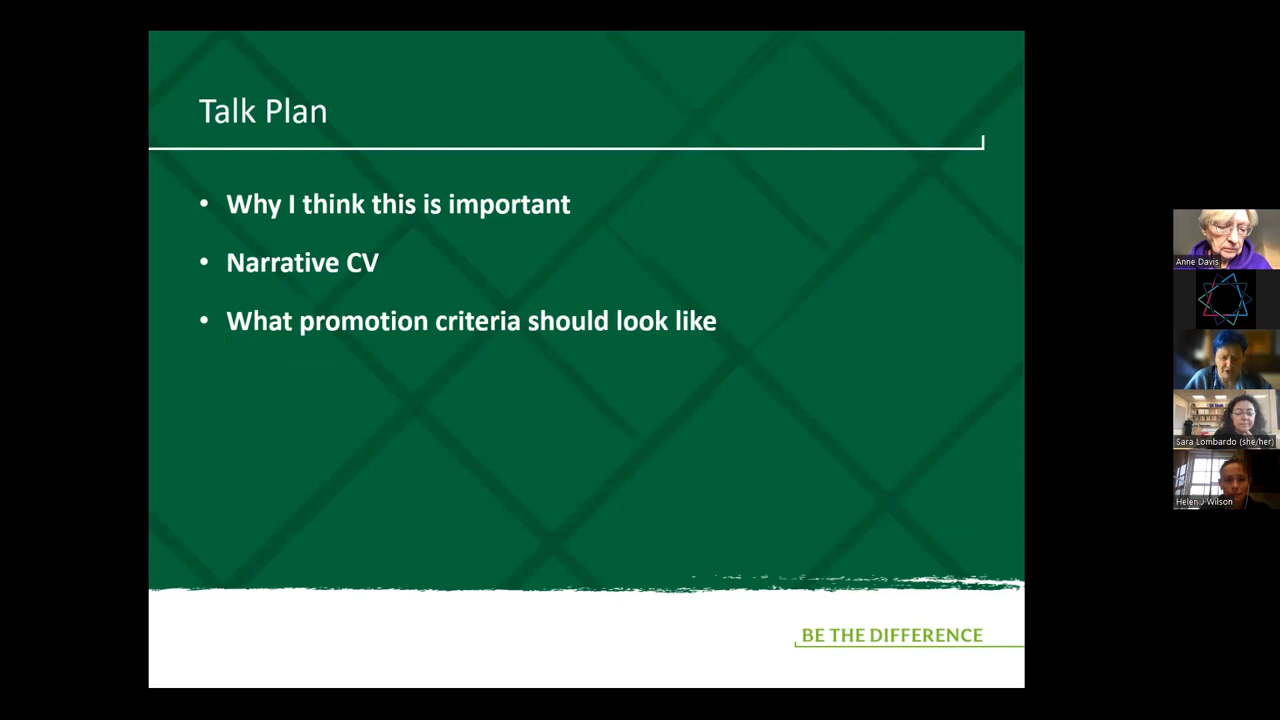 Talk Plan
• Why I think this is important
• Narrative CV
• What promotion criteria should look like
BE THE DIFFERENCE
Anne Davis
Sara Lombardo (she/her)
Helen J Wilson